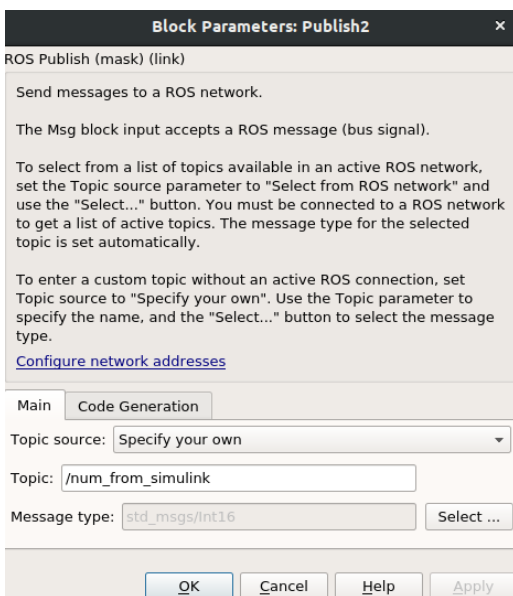 Block Parameters: Publish2 ×
ROS Publish (mask) (link)
Send messages to a ROS network.
The Msg block input accepts a ROS message (bus signal).
To select from a list of topics available in an active ROS network,
set the Topic source parameter to "Select from ROS network" and
use the "Select..." button. You must be connected to a ROS network
to get a list of active topics. The message type for the selected
topic is set automatically.
To enter a custom topic without an active ROS connection, set
Topic source to "Specify your own". Use the Topic parameter to
specify the name, and the "Select..." button to select the message
type.
Configure network addresses
Main Code Generation
Topic source: Specify your own
Topic: /num_from_simulink
Message type: std_msgs/Int16 Select ...
OK Cancel Help Apply